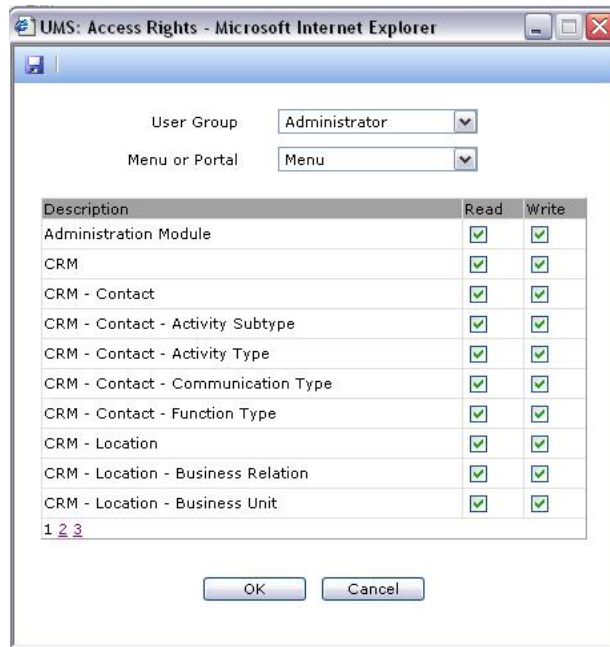 UMS: Access Rights - Microsoft Internet Explorer
User Group Administrator
Menu or Portal Menu
Description Read Write
Administration Module
CRM
CRM - Contact
CRM - Contact - Activity Subtype
CRM - Contact - Activity Type
CRM - Contact - Communication Type
CRM - Contact - Function Type
CRM - Location
CRM - Location - Business Relation
CRM - Location - Business Unit
1 2 3
OK Cancel